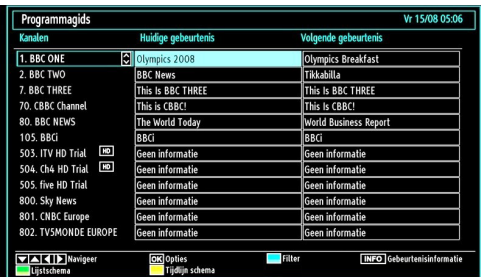 Programmagids Vr 15/08 05:06
Kanalen Huidige gebeurtenis Volgende gebeurtenis
1. BBC ONE Olympics 2008 Olympics Breakfast
2. BBC TWO BBC News Tikkabilla
7. BBC THREE This Is BBC THREE This Is BBC THREE
70. CBBC Channel This is CBBC! This is CBBC!
80. BBC NEWS The World Today World Business Report
105. BBCi BBCi BBCi
503. ITV HD Trial HD Geen informatie Geen informatie
504. Ch4 HD Trial HD Geen informatie Geen informatie
505. five HD Trial Geen informatie Geen informatie
800. Sky News Geen informatie Geen informatie
801. CNBC Europe Geen informatie Geen informatie
802. TV5MONDE EUROPE Geen informatie Geen informatie
Navigeer OK Opties Filter INFO Gebeurtenisinformatie
Lijstschema Tijdlijn schema